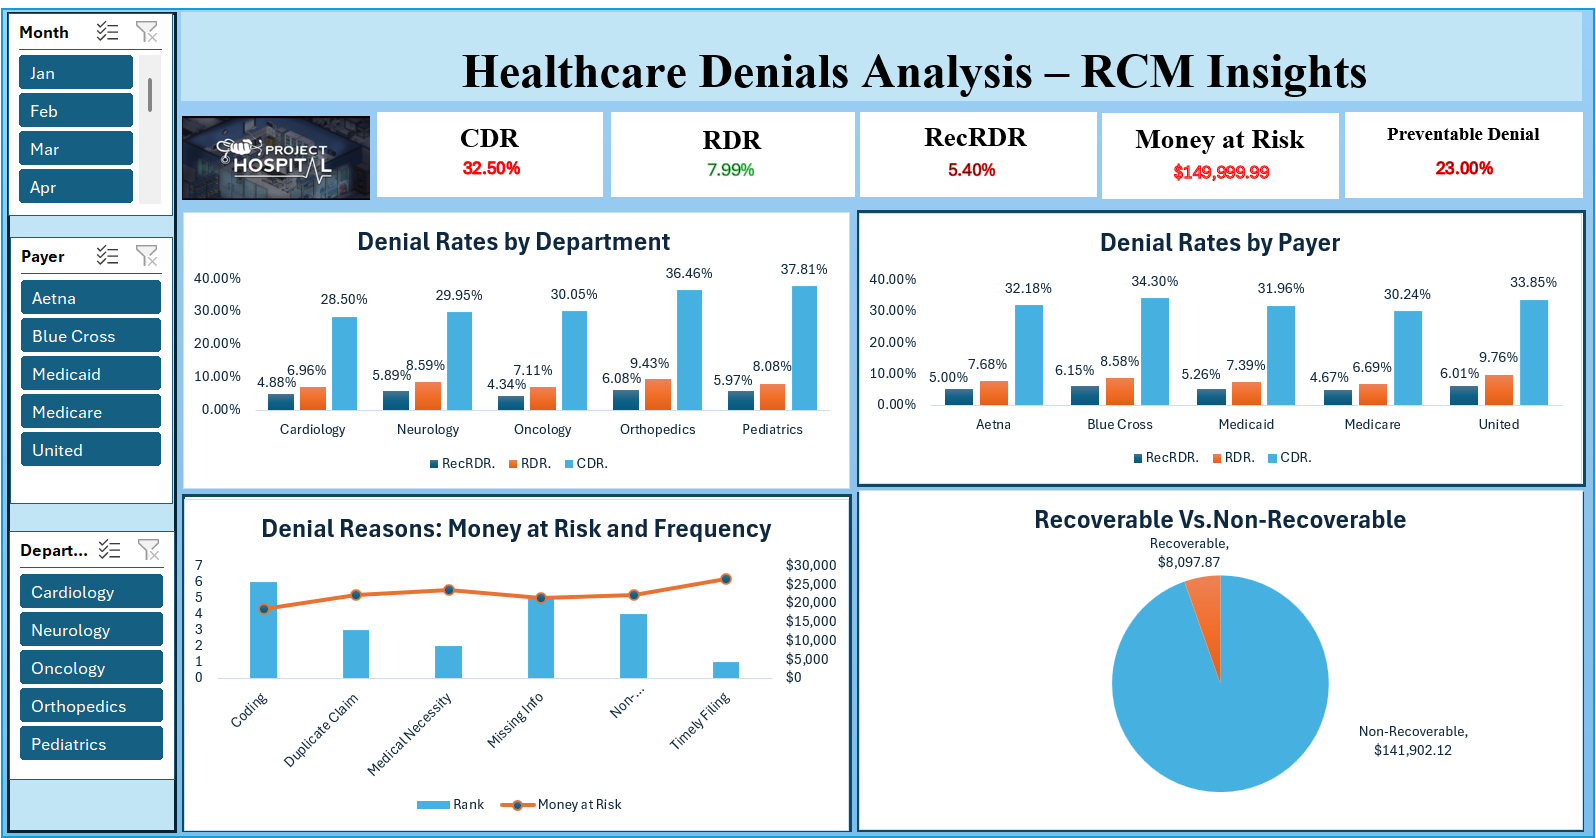 Month
Jan
Feb
Mar
Apr
Payer
Aetna
Blue Cross
Medicaid
Medicare
United
Depart...
Cardiology
Neurology
Oncology
Orthopedics
Pediatrics
Healthcare Denials Analysis – RCM Insights
PROJECT
HOSPITAL
CDR
32.50%
RDR
7.99%
RecRDR
5.40%
Money at Risk
$149,999.99
Preventable Denial
23.00%
Denial Rates by Department
40.00%
30.00%
20.00%
10.00%
0.00%
4.88% 6.96% 28.50%
5.89% 8.59% 29.95%
4.34% 7.11% 30.05%
6.08% 9.43% 36.46%
5.97% 8.08% 37.81%
Cardiology Neurology Oncology Orthopedics Pediatrics
RecRDR. RDR. CDR.
Denial Rates by Payer
40.00%
30.00%
20.00%
10.00%
0.00%
5.00% 7.68% 32.18%
6.15% 8.58% 34.30%
5.26% 7.39% 31.96%
4.67% 6.69% 30.24%
6.01% 9.76% 33.85%
Aetna Blue Cross Medicaid Medicare United
RecRDR. RDR. CDR.
Denial Reasons: Money at Risk and Frequency
7
6
5
4
3
2
1
0
$30,000
$25,000
$20,000
$15,000
$10,000
$5,000
$0
Coding
Duplicate Claim
Medical Necessity
Missing Info
Non-...
Timely Filing
Rank Money at Risk
Recoverable Vs.Non-Recoverable
Recoverable,
$8,097.87
Non-Recoverable,
$141,902.12